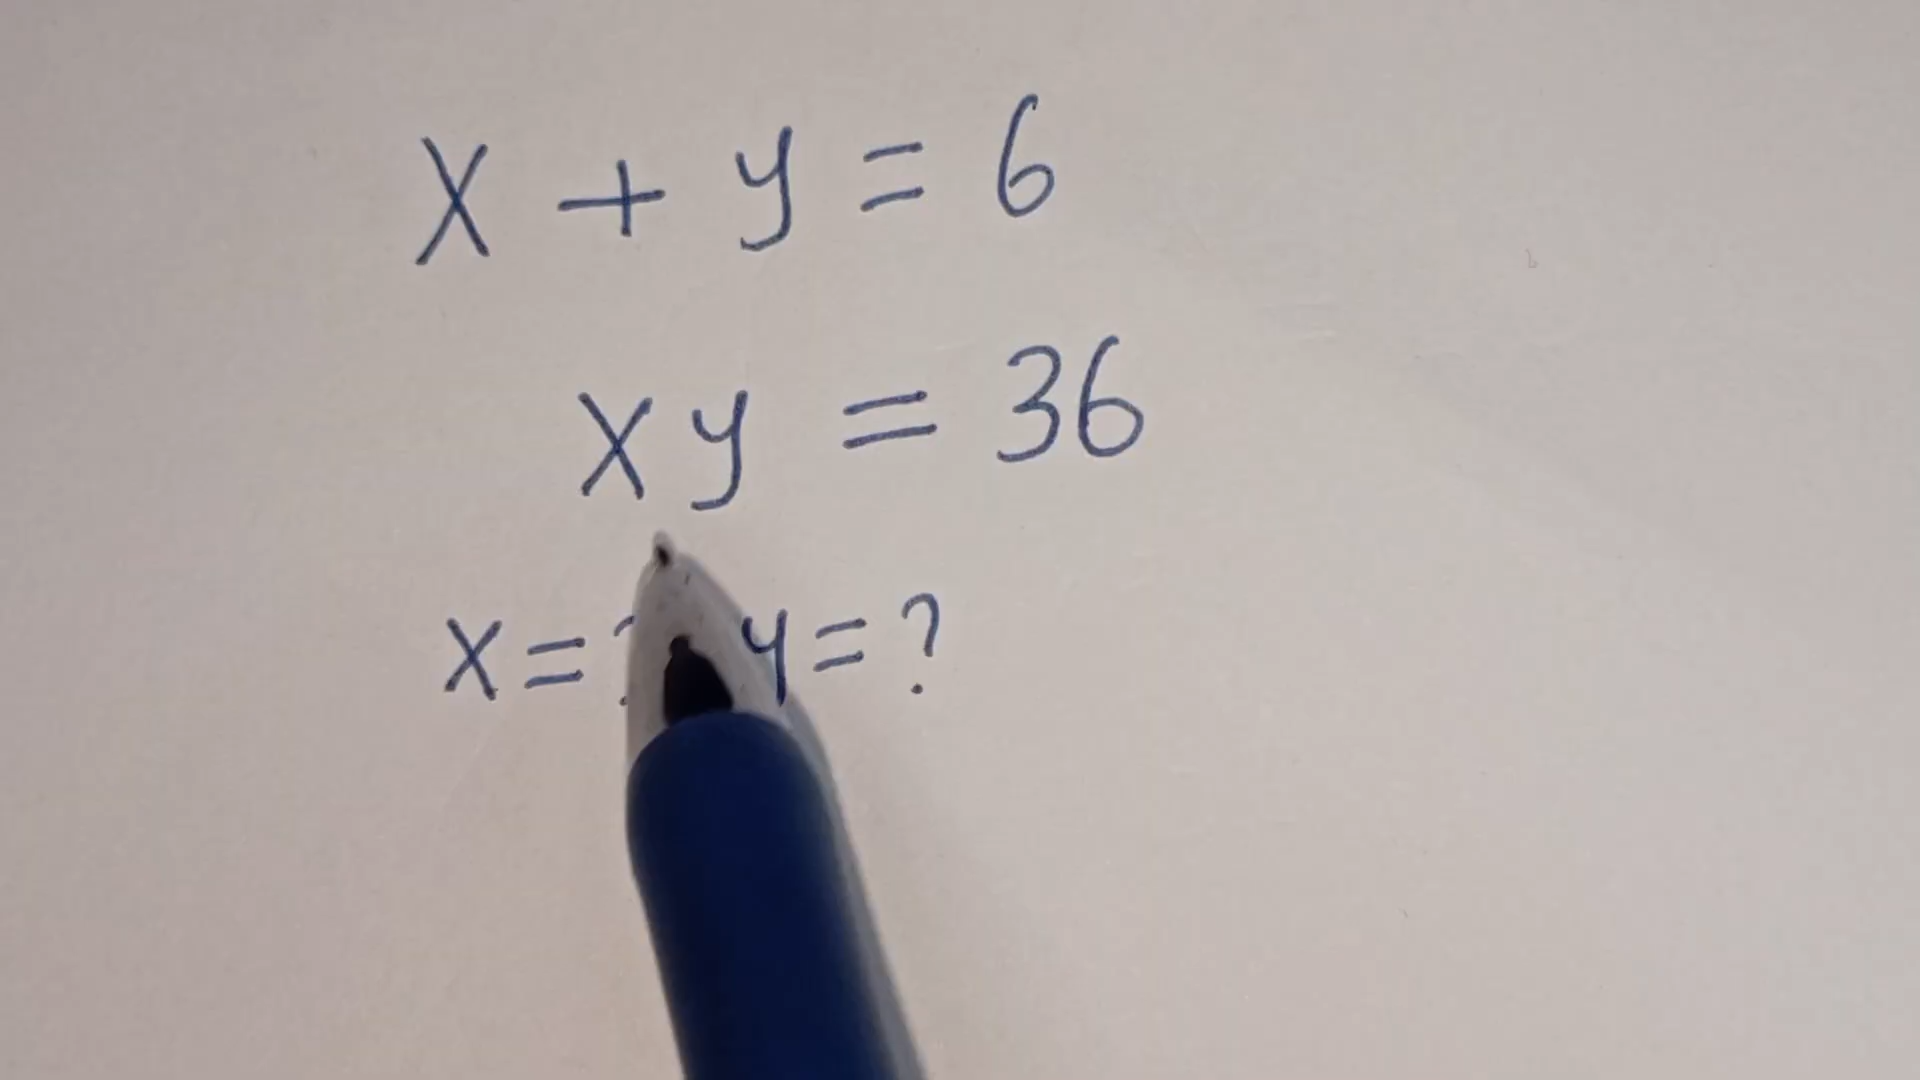 x + y = 6
xy = 36
x = ? y = ?